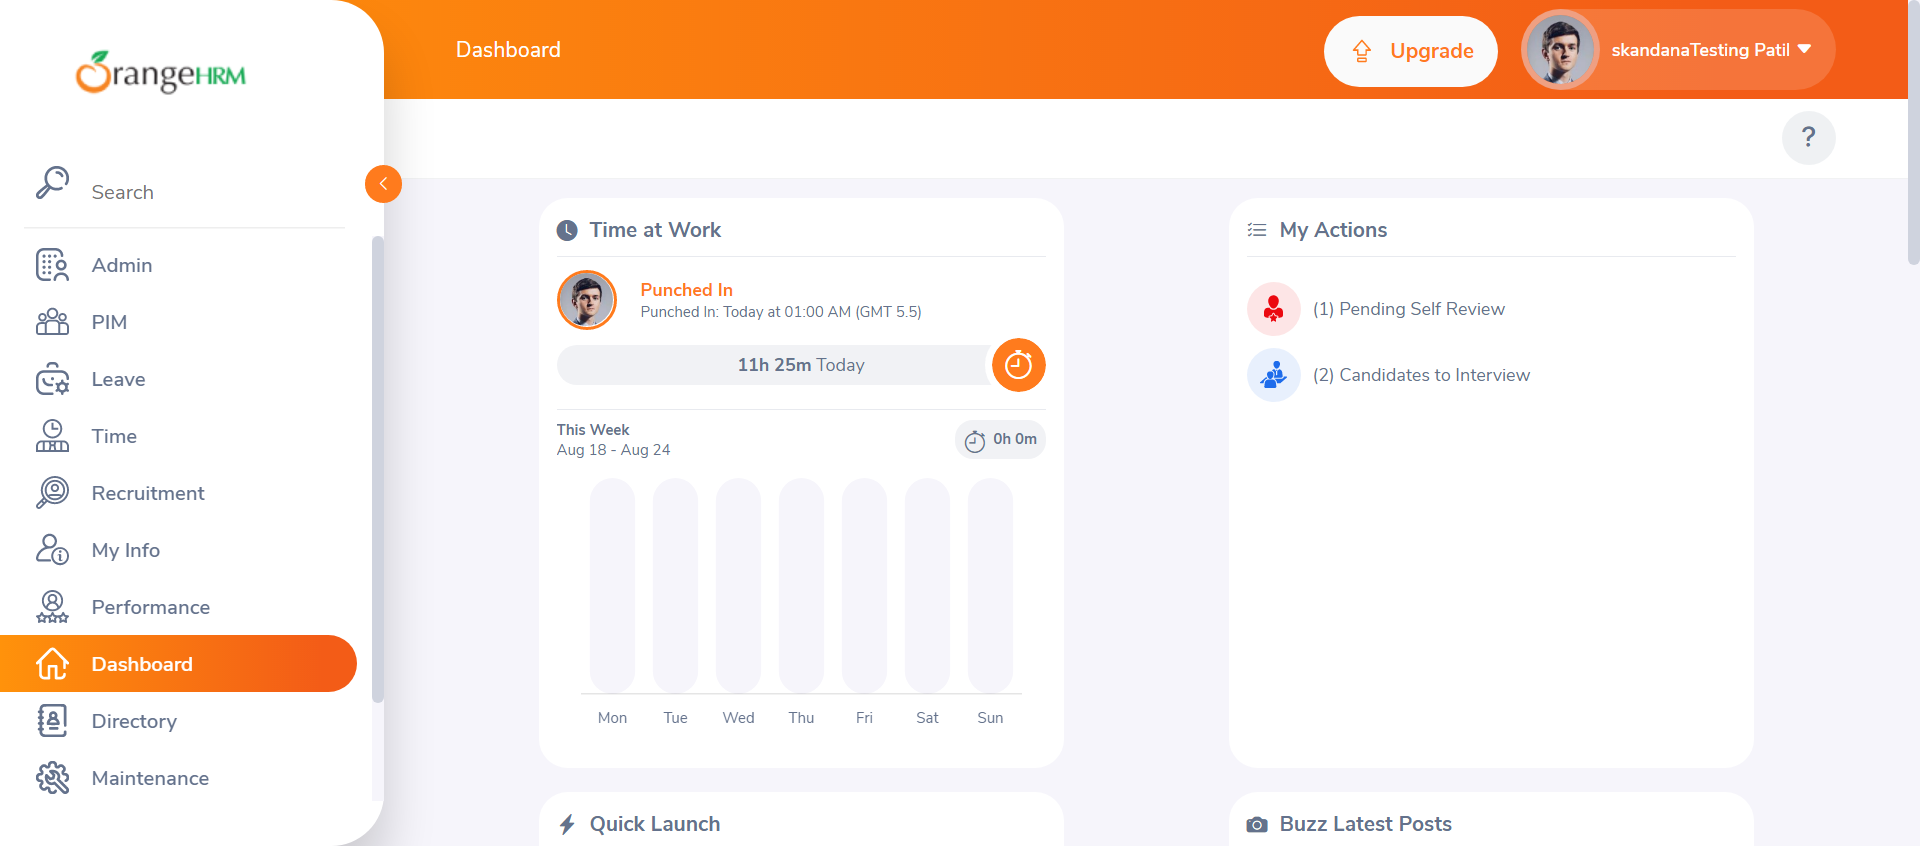 OrangeHRM
Dashboard
Upgrade
skandanaTesting Patil
?
Search
Admin
PIM
Leave
Time
Recruitment
My Info
Performance
Dashboard
Directory
Maintenance
Time at Work
Punched In
Punched In: Today at 01:00 AM (GMT 5.5)
11h 25m Today
This Week
Aug 18 - Aug 24
0h 0m
Mon Tue Wed Thu Fri Sat Sun
My Actions
(1) Pending Self Review
(2) Candidates to Interview
Quick Launch
Buzz Latest Posts